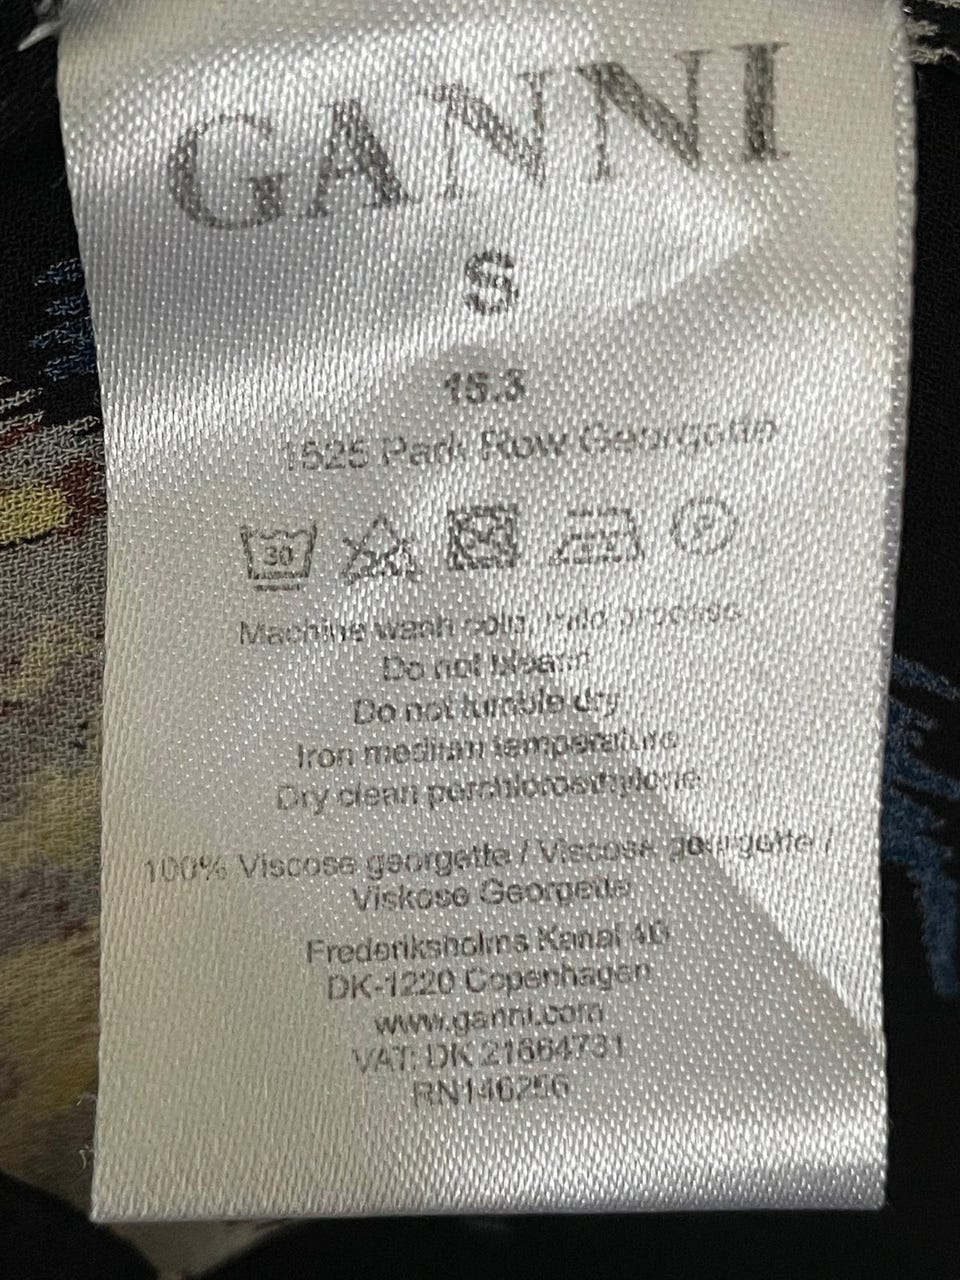 GANNI
S
15.3
1525 Park Row Georgette
30
P
Machine wash cold, mild process
Do not bleach
Do not tumble dry
Iron medium temperature
Dry clean perchloroethylene
100% Viscose georgette / Viscose georgette /
Viskose Georgette
Frederiksholms Kanal 40
DK-1220 Copenhagen
www.ganni.com
VAT: DK 21664731
RN146256